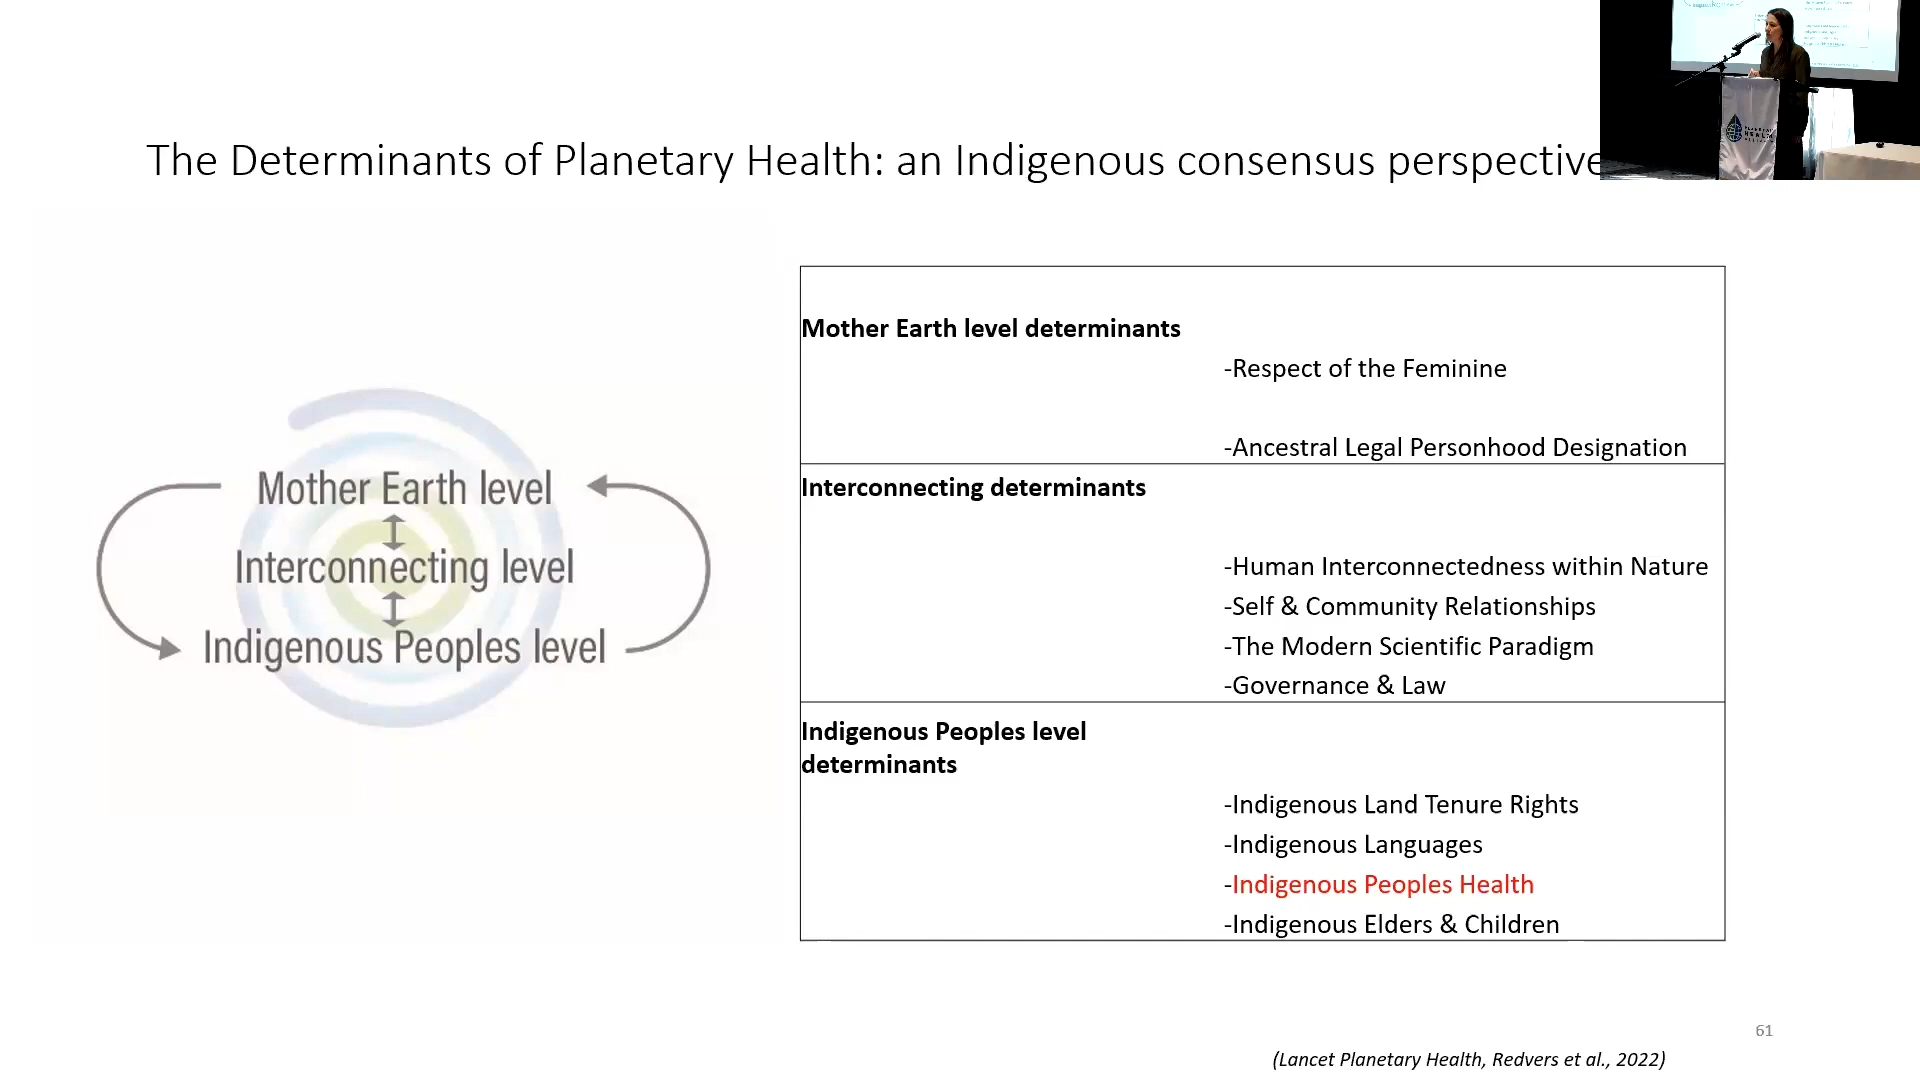 The Determinants of Planetary Health: an Indigenous consensus perspective
Mother Earth level
Interconnecting level
Indigenous Peoples level
Mother Earth level determinants
-Respect of the Feminine
-Ancestral Legal Personhood Designation
Interconnecting determinants
-Human Interconnectedness within Nature
-Self & Community Relationships
-The Modern Scientific Paradigm
-Governance & Law
Indigenous Peoples level
determinants
-Indigenous Land Tenure Rights
-Indigenous Languages
-Indigenous Peoples Health
-Indigenous Elders & Children
61
(Lancet Planetary Health, Redvers et al., 2022)